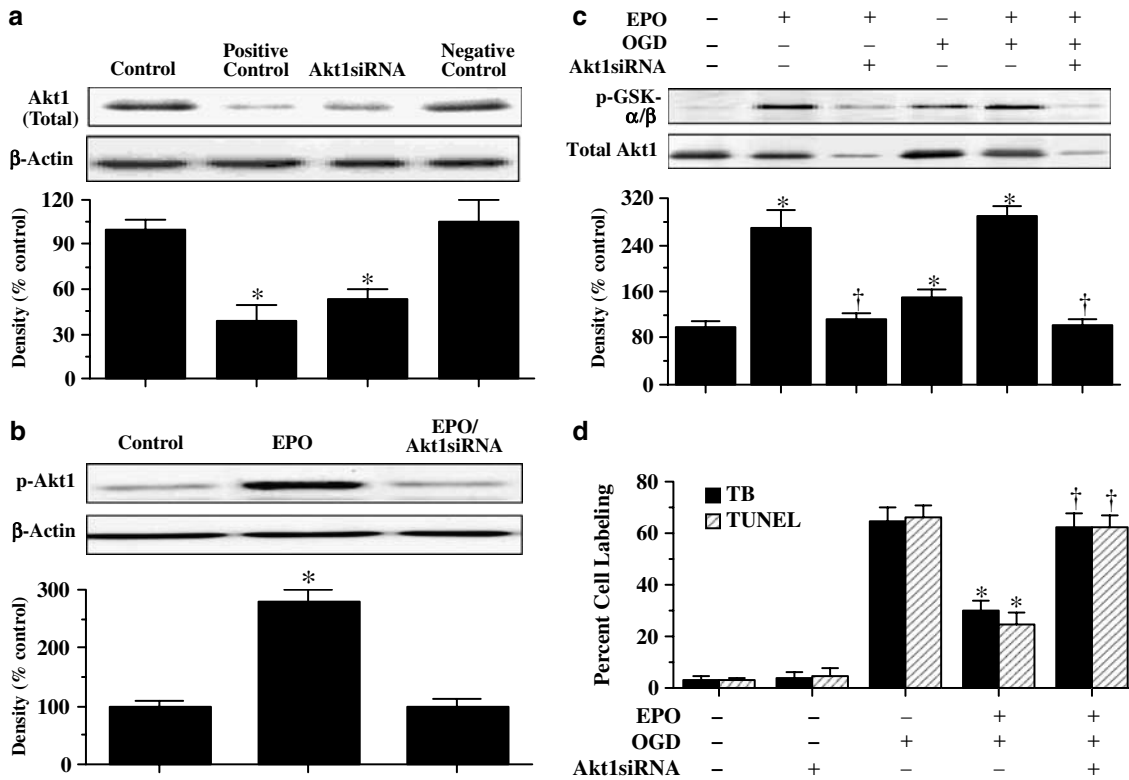 a
Control
Positive
Control
Akt1siRNA
Negative
Control
Akt1
(Total)
β-Actin
Density (% control)
120
90
60
30
0
* *
b
Control
EPO
EPO/
Akt1siRNA
p-Akt1
β-Actin
Density (% control)
300
200
100
0
*
c
EPO – + + – + +
OGD – – – + + +
Akt1siRNA – – + – – +
p-GSK-
α/β
Total Akt1
Density (% control)
320
240
160
80
0
* † * * †
d
Percent Cell Labeling
80
60
40
20
0
TB
TUNEL
* * † †
EPO – – – + +
OGD – – + + +
Akt1siRNA – + – – +